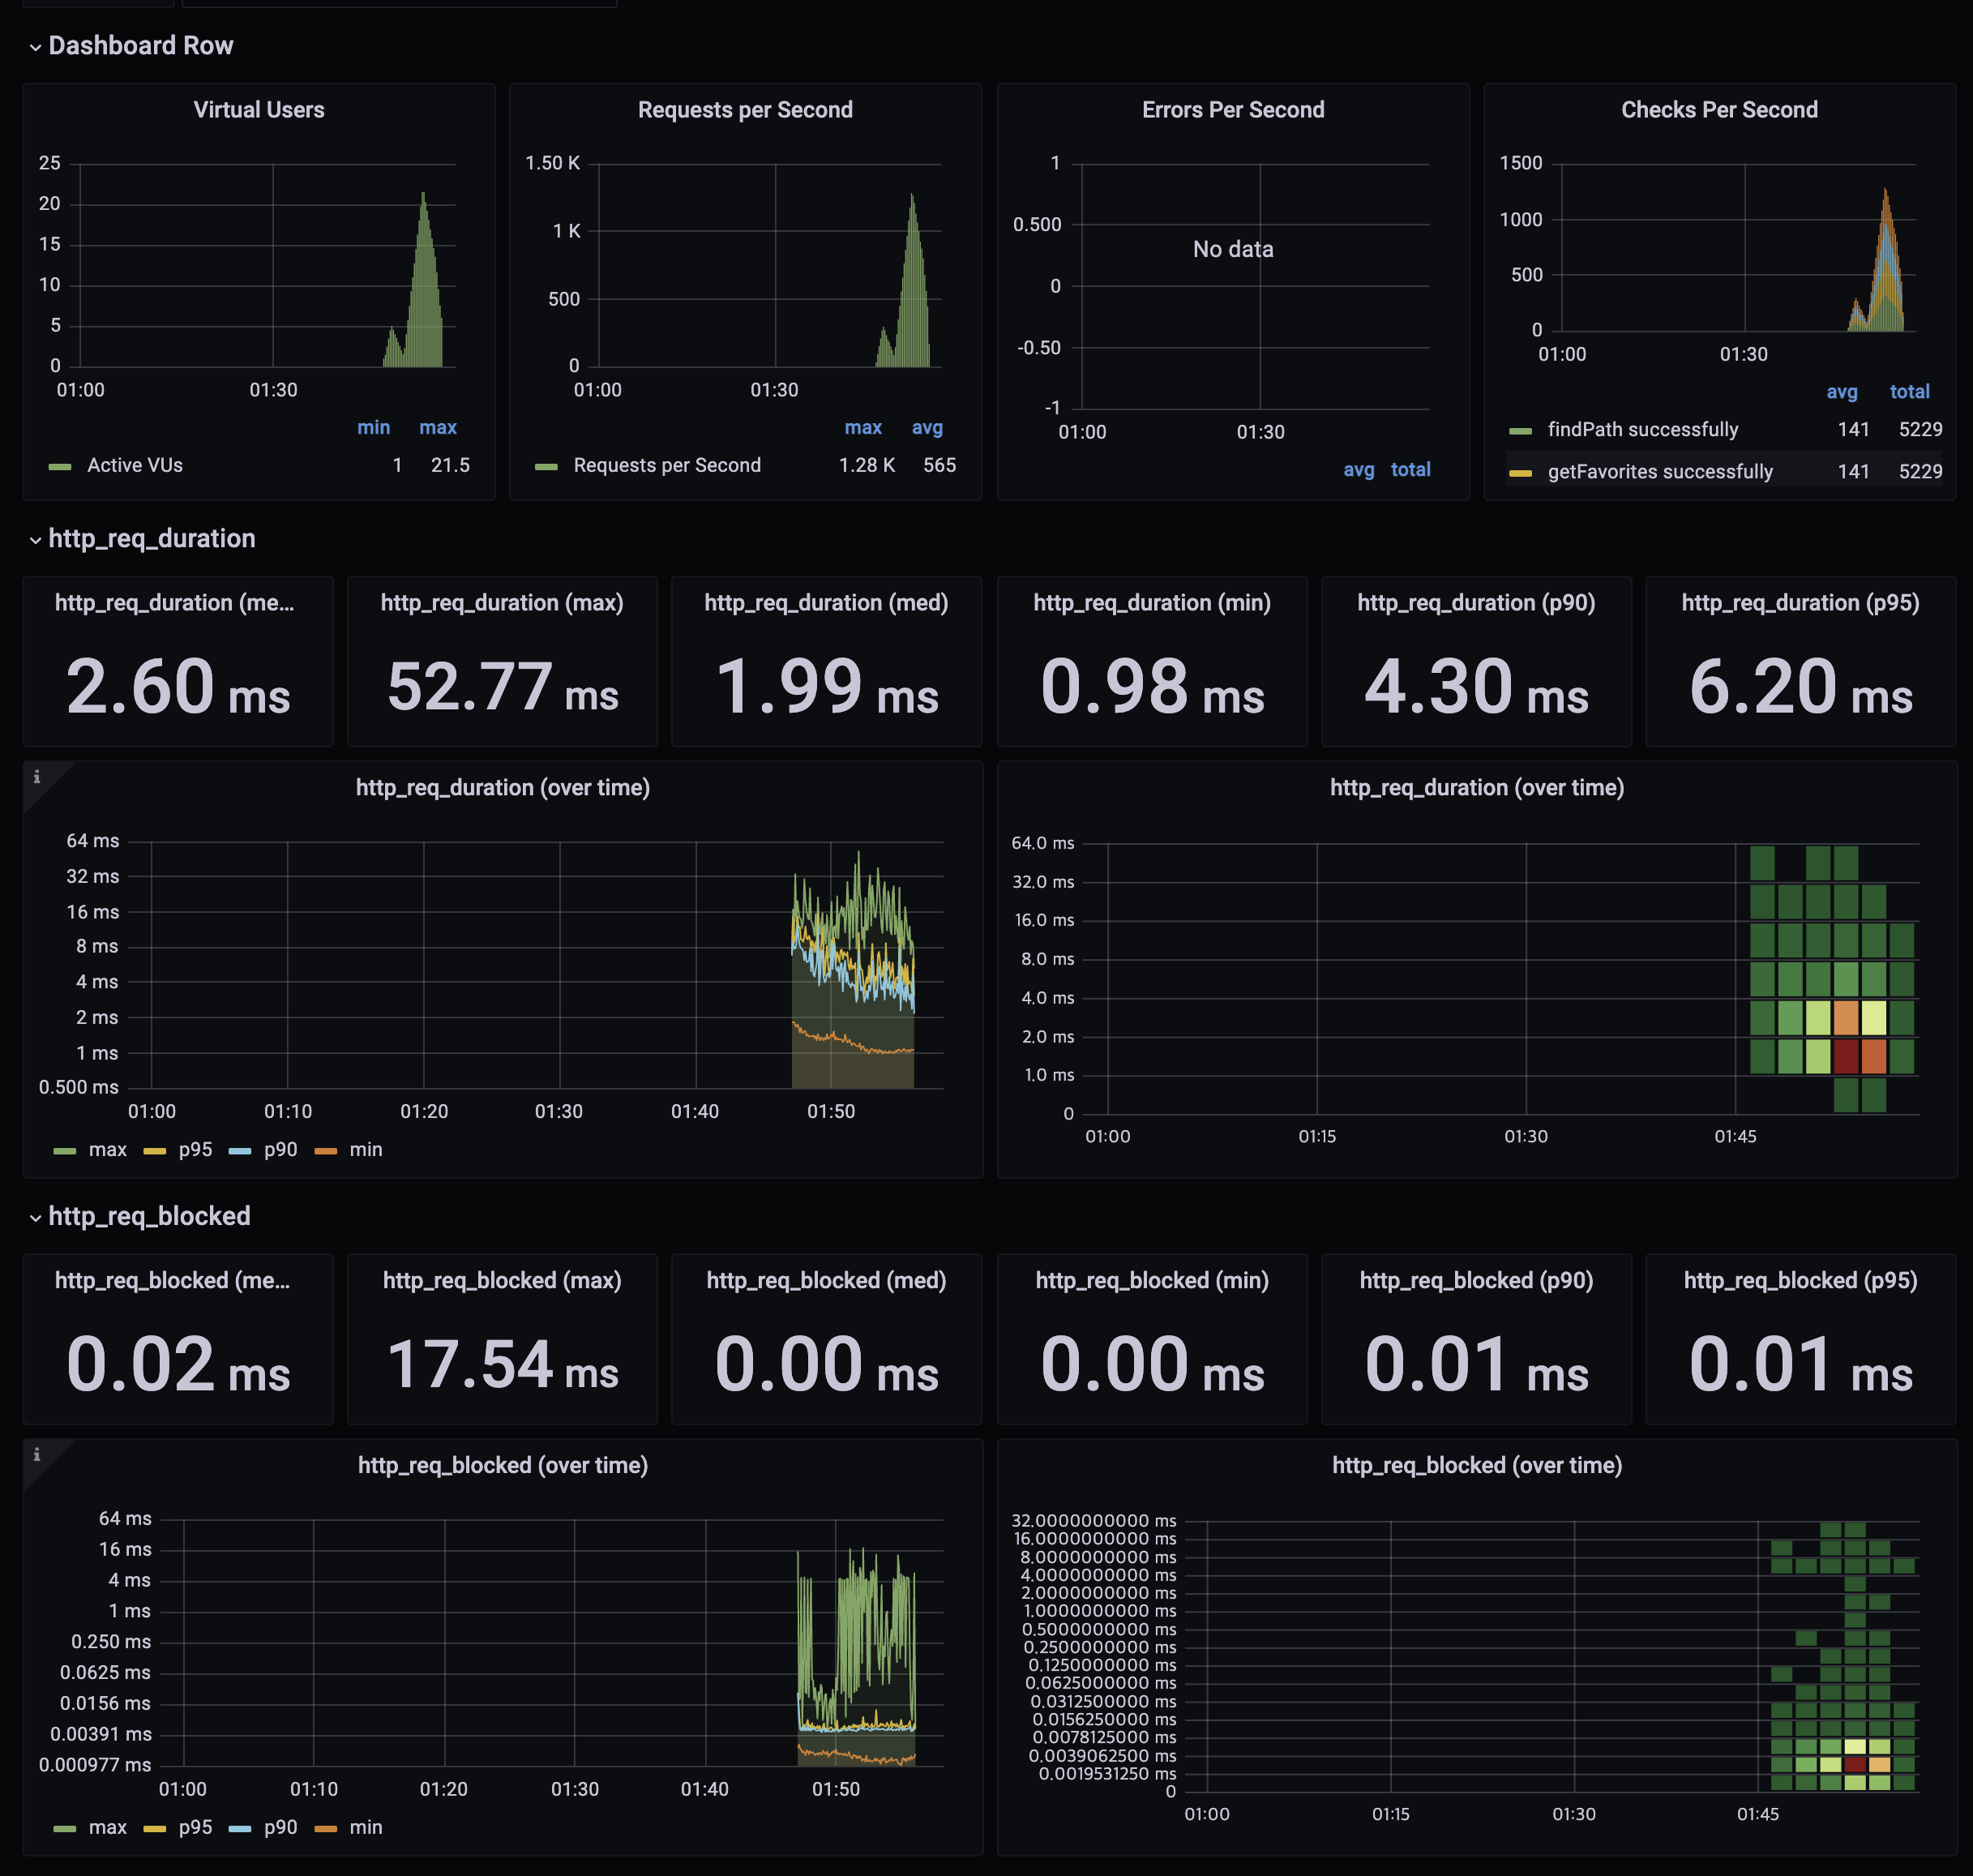 Dashboard Row
Virtual Users
25
20
15
10
5
0
01:00 01:30
min max
Active VUs 1 21.5
Requests per Second
1.50 K
1 K
500
0
01:00 01:30
max avg
Requests per Second 1.28 K 565
Errors Per Second
1
0.500
0
-0.50
-1
No data
01:00 01:30
avg total
Checks Per Second
1500
1000
500
0
01:00 01:30
avg total
findPath successfully 141 5229
getFavorites successfully 141 5229
http_req_duration
http_req_duration (me...
2.60 ms
http_req_duration (max)
52.77 ms
http_req_duration (med)
1.99 ms
http_req_duration (min)
0.98 ms
http_req_duration (p90)
4.30 ms
http_req_duration (p95)
6.20 ms
i
http_req_duration (over time)
64 ms
32 ms
16 ms
8 ms
4 ms
2 ms
1 ms
0.500 ms
01:00 01:10 01:20 01:30 01:40 01:50
max p95 p90 min
http_req_duration (over time)
64.0 ms
32.0 ms
16.0 ms
8.0 ms
4.0 ms
2.0 ms
1.0 ms
0
01:00 01:15 01:30 01:45
http_req_blocked
http_req_blocked (me...
0.02 ms
http_req_blocked (max)
17.54 ms
http_req_blocked (med)
0.00 ms
http_req_blocked (min)
0.00 ms
http_req_blocked (p90)
0.01 ms
http_req_blocked (p95)
0.01 ms
i
http_req_blocked (over time)
64 ms
16 ms
4 ms
1 ms
0.250 ms
0.0625 ms
0.0156 ms
0.00391 ms
0.000977 ms
01:00 01:10 01:20 01:30 01:40 01:50
max p95 p90 min
http_req_blocked (over time)
32.0000000000 ms
16.0000000000 ms
8.0000000000 ms
4.0000000000 ms
2.0000000000 ms
1.0000000000 ms
0.5000000000 ms
0.2500000000 ms
0.1250000000 ms
0.0625000000 ms
0.0312500000 ms
0.0156250000 ms
0.0078125000 ms
0.0039062500 ms
0.0019531250 ms
0
01:00 01:15 01:30 01:45